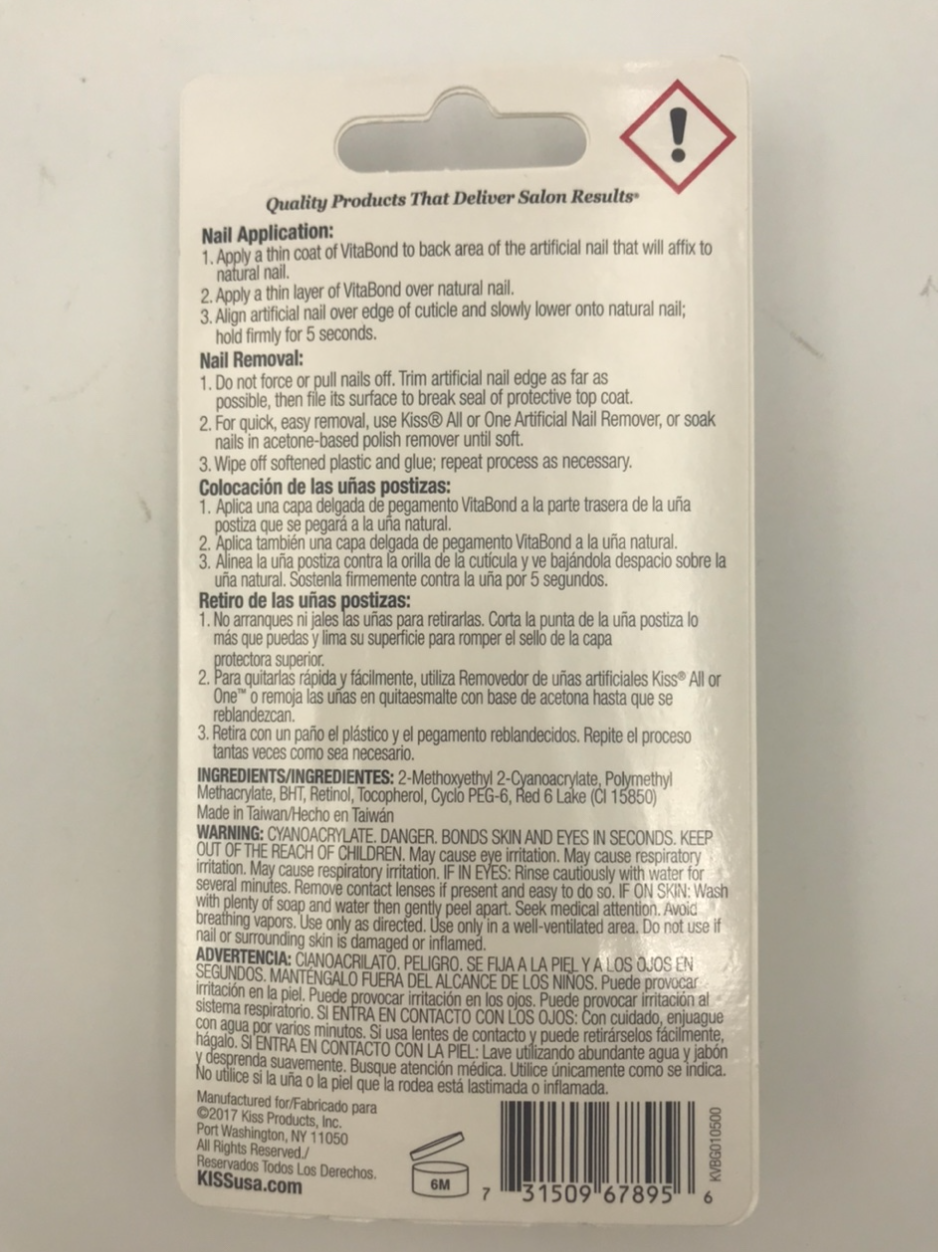 Quality Products That Deliver Salon Results®
Nail Application:
1. Apply a thin coat of VitaBond to back area of the artificial nail that will affix to
natural nail.
2. Apply a thin layer of VitaBond over natural nail.
3. Align artificial nail over edge of cuticle and slowly lower onto natural nail;
hold firmly for 5 seconds.
Nail Removal:
1. Do not force or pull nails off. Trim artificial nail edge as far as
possible, then file its surface to break seal of protective top coat.
2. For quick, easy removal, use Kiss® All or One Artificial Nail Remover, or soak
nails in acetone-based polish remover until soft.
3. Wipe off softened plastic and glue; repeat process as necessary.
Colocación de las uñas postizas:
1. Aplica una capa delgada de pegamento VitaBond a la parte trasera de la uña
postiza que se pegará a la uña natural.
2. Aplica también una capa delgada de pegamento VitaBond a la uña natural.
3. Alinea la uña postiza contra la orilla de la cutícula y ve bajándola despacio sobre la
uña natural. Sostenla firmemente contra la uña por 5 segundos.
Retiro de las uñas postizas:
1. No arranques ni jales las uñas para retirarlas. Corta la punta de la uña postiza lo
más que puedas y lima su superficie para romper el sello de la capa
protectora superior.
2. Para quitarlas rápida y fácilmente, utiliza Removedor de uñas artificiales Kiss® All or
One™ o remoja las uñas en quitaesmalte con base de acetona hasta que se
reblandezcan.
3. Retira con un paño el plástico y el pegamento reblandecidos. Repite el proceso
tantas veces como sea necesario.
INGREDIENTS/INGREDIENTES: 2-Methoxyethyl 2-Cyanoacrylate, Polymethyl
Methacrylate, BHT, Retinol, Tocopherol, Cyclo PEG-6, Red 6 Lake (CI 15850)
Made in Taiwan/Hecho en Taiwán
WARNING: CYANOACRYLATE. DANGER. BONDS SKIN AND EYES IN SECONDS. KEEP
OUT OF THE REACH OF CHILDREN. May cause eye irritation. May cause respiratory
irritation. May cause respiratory irritation. IF IN EYES: Rinse cautiously with water for
several minutes. Remove contact lenses if present and easy to do so. IF ON SKIN: Wash
with plenty of soap and water then gently peel apart. Seek medical attention. Avoid
breathing vapors. Use only as directed. Use only in a well-ventilated area. Do not use if
nail or surrounding skin is damaged or inflamed.
ADVERTENCIA: CIANOACRILATO. PELIGRO. SE FIJA A LA PIEL Y A LOS OJOS EN
SEGUNDOS. MANTÉNGALO FUERA DEL ALCANCE DE LOS NIÑOS. Puede provocar
irritación en la piel. Puede provocar irritación en los ojos. Puede provocar irritación al
sistema respiratorio. SI ENTRA EN CONTACTO CON LOS OJOS: Con cuidado, enjuague
con agua por varios minutos. Si usa lentes de contacto y puede retirárselos fácilmente,
hágalo. SI ENTRA EN CONTACTO CON LA PIEL: Lave utilizando abundante agua y jabón
y desprenda suavemente. Busque atención médica. Utilice únicamente como se indica.
No utilice si la uña o la piel que la rodea está lastimada o inflamada.
Manufactured for/Fabricado para
©2017 Kiss Products, Inc.
Port Washington, NY 11050
All Rights Reserved./
Reservados Todos Los Derechos.
KISSusa.com
6M
7 31509 67895 6
KVBG010500